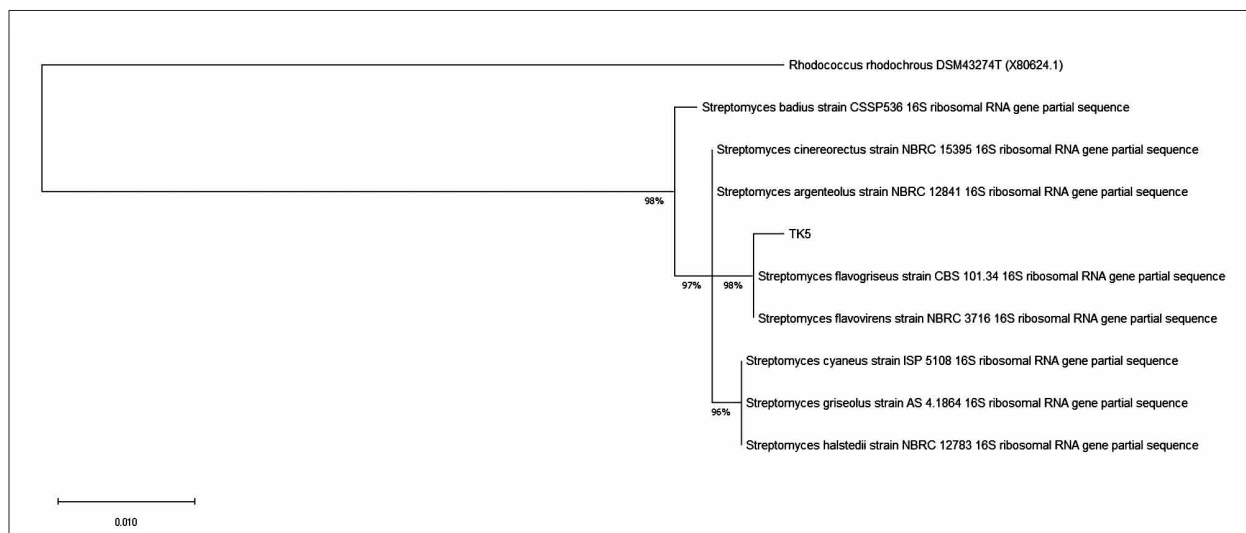 Rhodococcus rhodochrous DSM43274T (X80624.1)
Streptomyces badius strain CSSP536 16S ribosomal RNA gene partial sequence
Streptomyces cinereorectus strain NBRC 15395 16S ribosomal RNA gene partial sequence
Streptomyces argenteolus strain NBRC 12841 16S ribosomal RNA gene partial sequence
98%
TK5
Streptomyces flavogriseus strain CBS 101.34 16S ribosomal RNA gene partial sequence
97%
98%
Streptomyces flavovirens strain NBRC 3716 16S ribosomal RNA gene partial sequence
Streptomyces cyaneus strain ISP 5108 16S ribosomal RNA gene partial sequence
Streptomyces griseolus strain AS 4.1864 16S ribosomal RNA gene partial sequence
96%
Streptomyces halstedii strain NBRC 12783 16S ribosomal RNA gene partial sequence
0.010